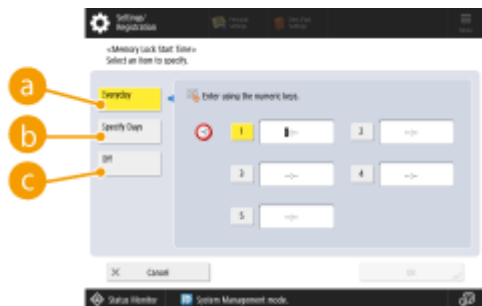 Settings/
Registration
<Memory Lock Start Time>
Select an item to specify.
a
Everyday
Enter using the numeric keys.
b
Specify Days
1
2
c
Off
3
4
5
Cancel
OK
Status Monitor
System Management mode.